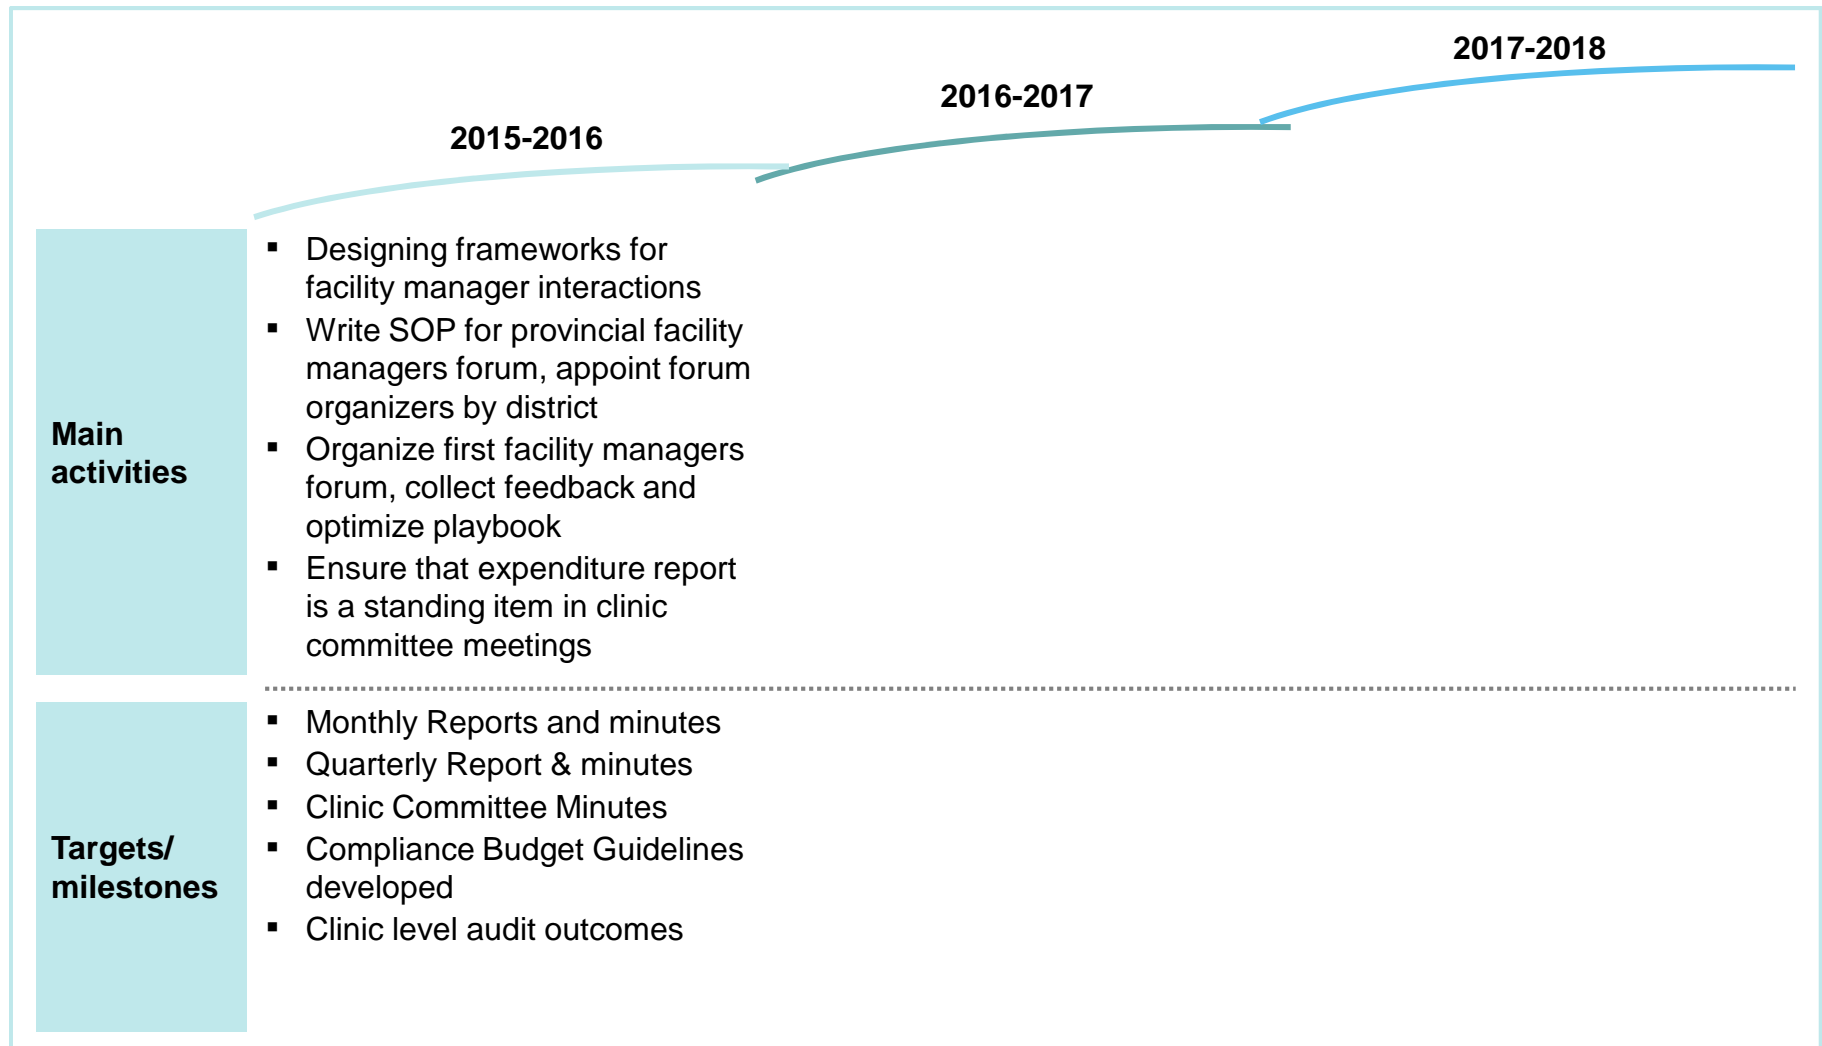 2017-2018
2016-2017
2015-2016
Main
activities
▪ Designing frameworks for
facility manager interactions
▪ Write SOP for provincial facility
managers forum, appoint forum
organizers by district
▪ Organize first facility managers
forum, collect feedback and
optimize playbook
▪ Ensure that expenditure report
is a standing item in clinic
committee meetings
Targets/
milestones
▪ Monthly Reports and minutes
▪ Quarterly Report & minutes
▪ Clinic Committee Minutes
▪ Compliance Budget Guidelines
developed
▪ Clinic level audit outcomes